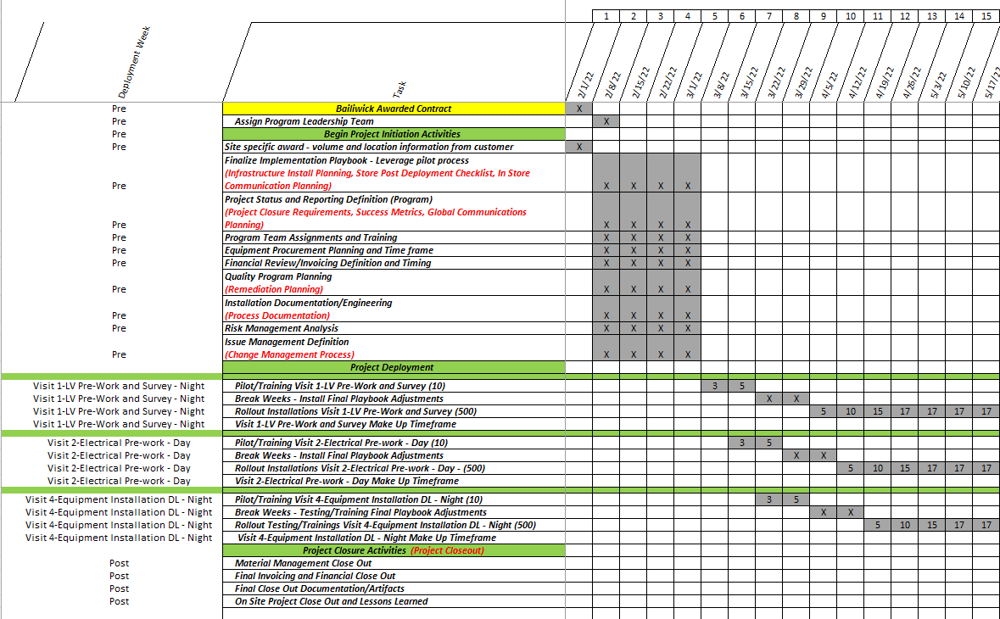 1 2 3 4 5 6 7 8 9 10 11 12 13 14 15
Deployment Week Task 2/1/22 2/8/22 2/15/22 2/22/22 3/1/22 3/8/22 3/15/22 3/22/22 3/29/22 4/5/22 4/12/22 4/19/22 4/26/22 5/3/22 5/10/22 5/17/22
Pre Bailiwick Awarded Contract X
Pre Assign Program Leadership Team X
Pre Begin Project Initiation Activities
Pre Site specific award - volume and location information from customer X
Finalize Implementation Playbook - Leverage pilot process
(Infrastructure Install Planning, Store Post Deployment Checklist, In Store
Pre Communication Planning) X X X X
Project Status and Reporting Definition (Program)
(Project Closure Requirements, Success Metrics, Global Communications
Pre Planning) X X X X
Pre Program Team Assignments and Training X X X X
Pre Equipment Procurement Planning and Time frame X X X X
Pre Financial Review/Invoicing Definition and Timing X X X X
Quality Program Planning
Pre (Remediation Planning) X X X X
Installation Documentation/Engineering
Pre (Process Documentation) X X X X
Pre Risk Management Analysis X X X X
Issue Management Definition
Pre (Change Management Process) X X X X
Project Deployment
Visit 1-LV Pre-Work and Survey - Night Pilot/Training Visit 1-LV Pre-Work and Survey (10) 3 5
Visit 1-LV Pre-Work and Survey - Night Break Weeks - Install Final Playbook Adjustments X X
Visit 1-LV Pre-Work and Survey - Night Rollout Installations Visit 1-LV Pre-Work and Survey (500) 5 10 15 17 17 17 17
Visit 1-LV Pre-Work and Survey - Night Visit 1-LV Pre-Work and Survey Make Up Timeframe
Visit 2-Electrical Pre-work - Day Pilot/Training Visit 2-Electrical Pre-work - Day (10) 3 5
Visit 2-Electrical Pre-work - Day Break Weeks - Install Final Playbook Adjustments X X
Visit 2-Electrical Pre-work - Day Rollout Installations Visit 2-Electrical Pre-work - Day - (500) 5 10 15 17 17 17
Visit 2-Electrical Pre-work - Day Visit 2-Electrical Pre-work - Day Make Up Timeframe
Visit 4-Equipment Installation DL - Night Pilot/Training Visit 4-Equipment Installation DL - Night (10) 3 5
Visit 4-Equipment Installation DL - Night Break Weeks - Testing/Training Final Playbook Adjustments X X
Visit 4-Equipment Installation DL - Night Rollout Testing/Trainings Visit 4-Equipment Installation DL - Night (500) 5 10 15 17 17
Visit 4-Equipment Installation DL - Night Visit 4-Equipment Installation DL - Night Make Up Timeframe
Project Closure Activities (Project Closeout)
Post Material Management Close Out
Post Final Invoicing and Financial Close Out
Post Final Close Out Documentation/Artifacts
Post On Site Project Close Out and Lessons Learned